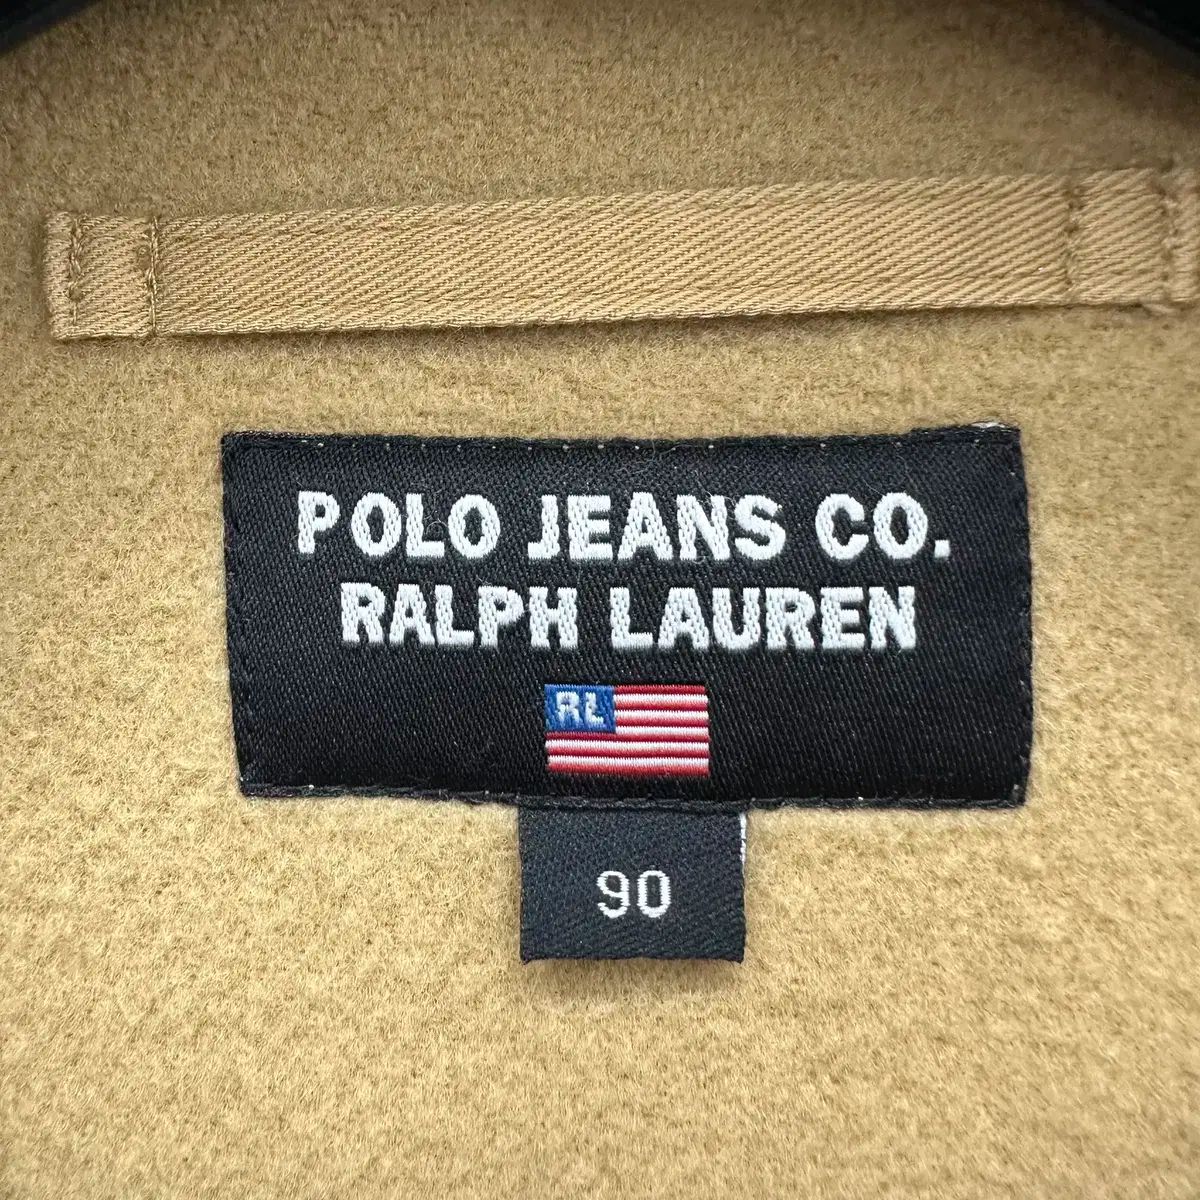 POLO JEANS CO.
RALPH LAUREN
RL
90